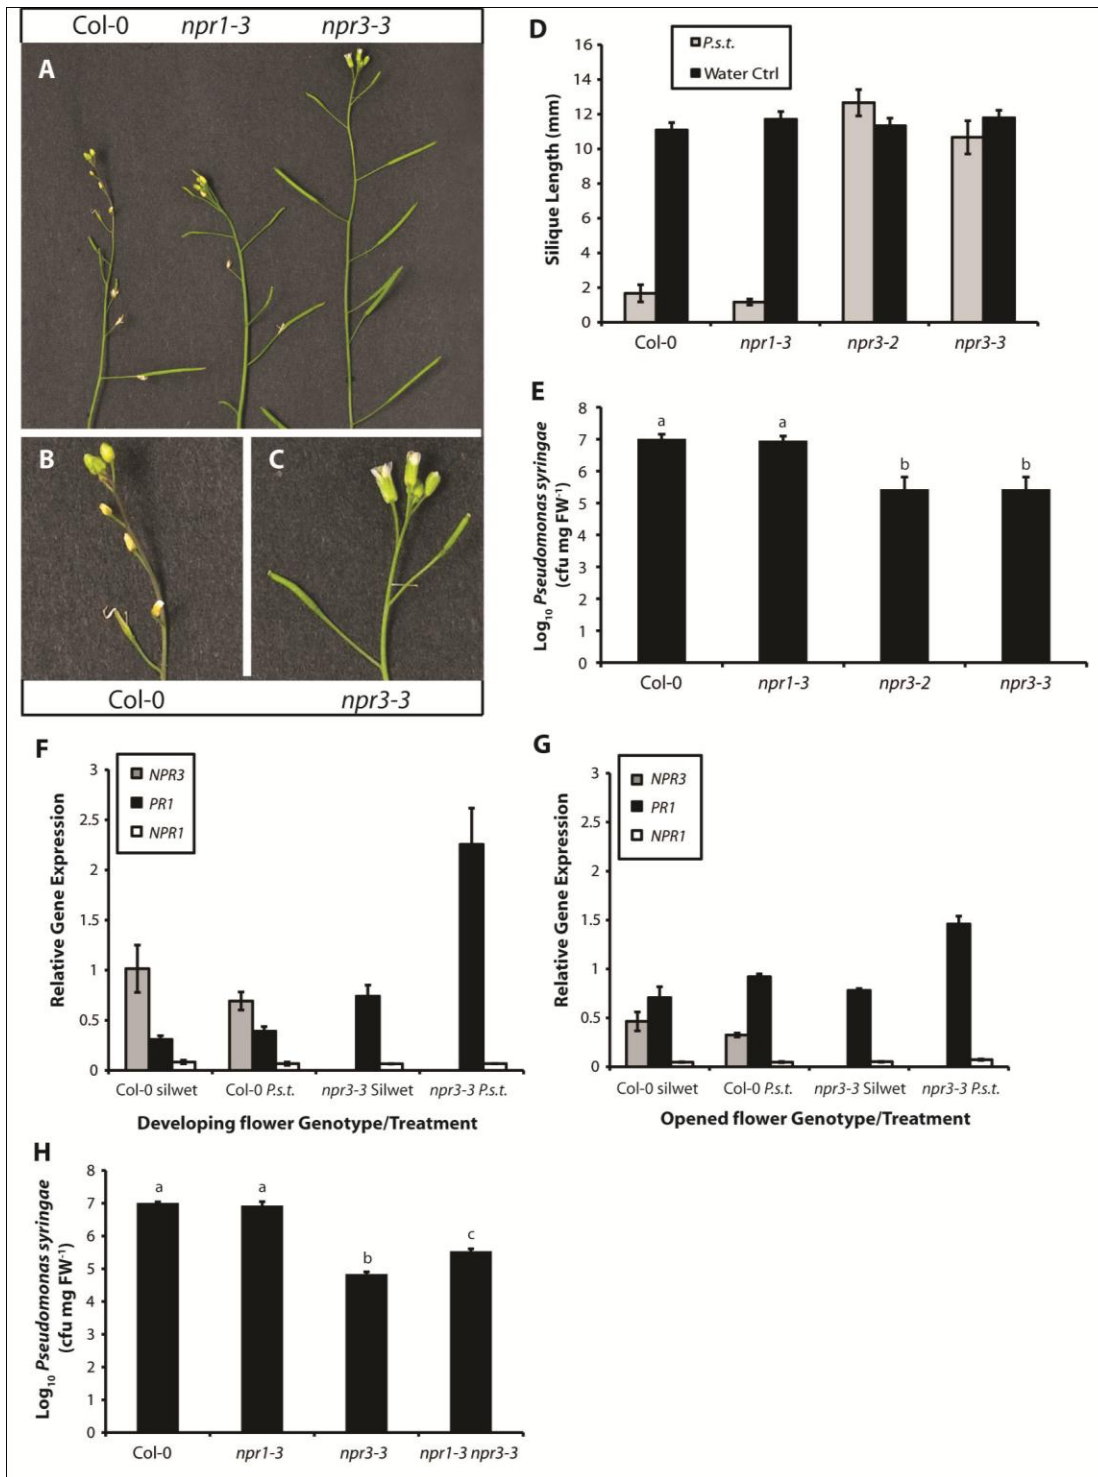 Col-0 npr1-3 npr3-3
A
B
C
Col-0 npr3-3
D
P.s.t.
Water Ctrl
Silique Length (mm)
16
14
12
10
8
6
4
2
0
Col-0 npr1-3 npr3-2 npr3-3
E
Log10 Pseudomonas syringae
(cfu mg FW-1)
8
7
6
5
4
3
2
1
0
a a b b
Col-0 npr1-3 npr3-2 npr3-3
F
NPR3
PR1
NPR1
Relative Gene Expression
3
2.5
2
1.5
1
0.5
0
Col-0 silwet Col-0 P.s.t. npr3-3 Silwet npr3-3 P.s.t.
Developing flower Genotype/Treatment
G
NPR3
PR1
NPR1
Relative Gene Expression
3
2.5
2
1.5
1
0.5
0
Col-0 silwet Col-0 P.s.t. npr3-3 Silwet npr3-3 P.s.t.
Opened flower Genotype/Treatment
H
Log10 Pseudomonas syringae
(cfu mg FW-1)
8
7
6
5
4
3
2
1
0
a a b c
Col-0 npr1-3 npr3-3 npr1-3 npr3-3